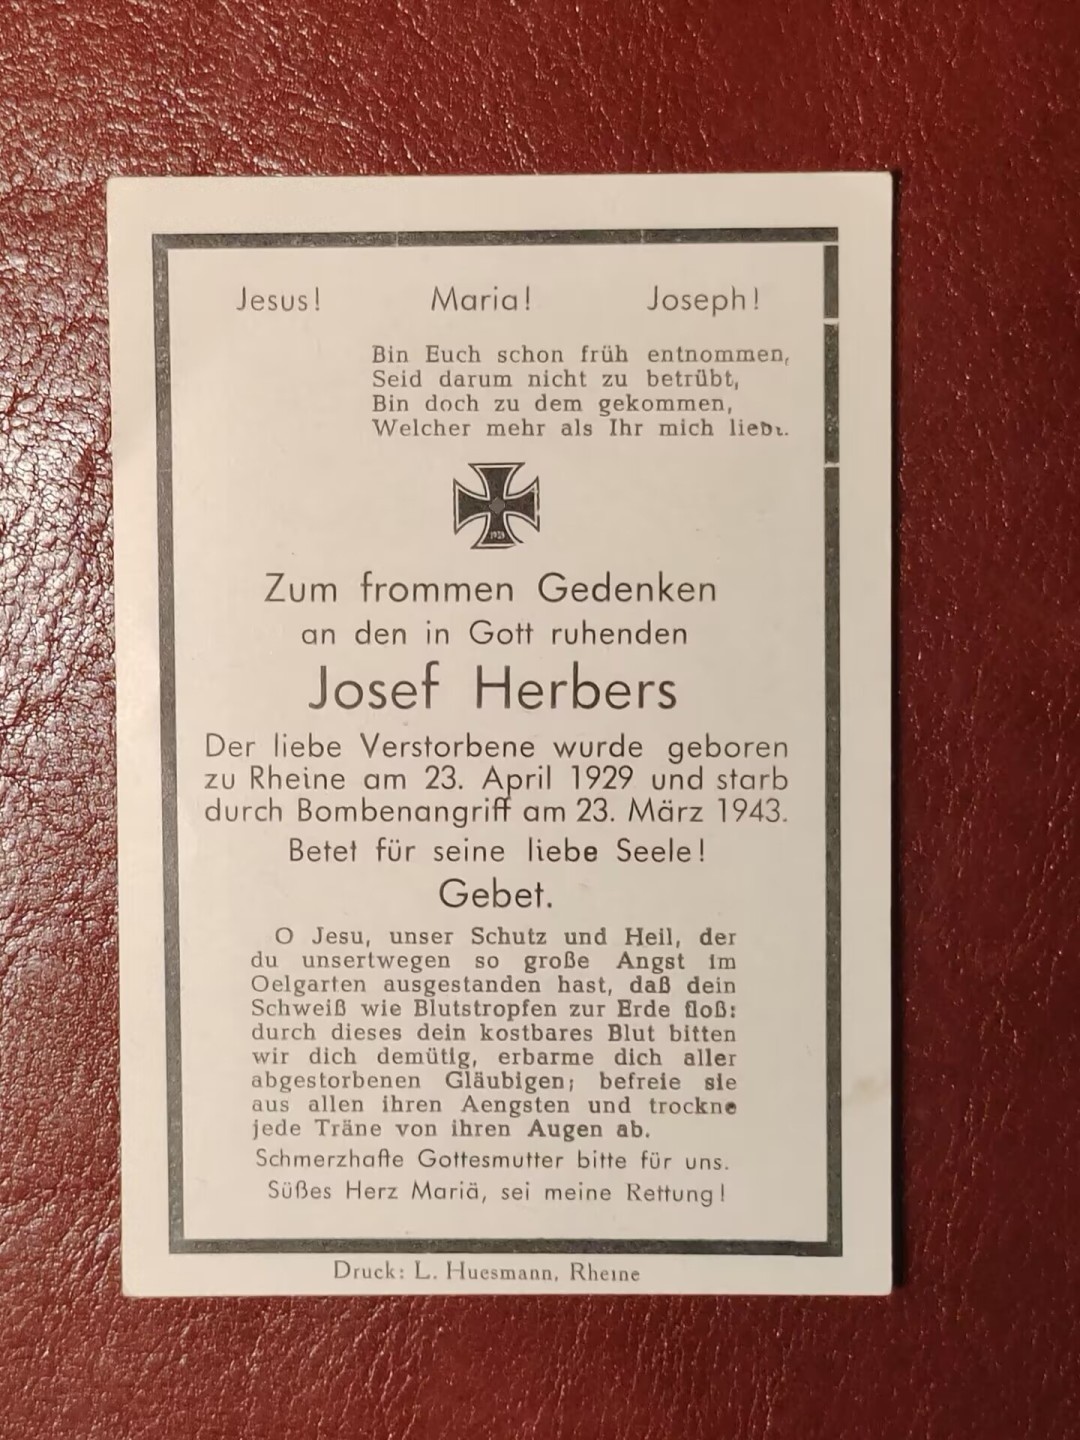 Jesus! Maria! Joseph!
Bin Euch schon früh entnommen,
Seid darum nicht zu betrübt,
Bin doch zu dem gekommen,
Welcher mehr als Ihr mich liebt.
Zum frommen Gedenken
an den in Gott ruhenden
Josef Herbers
Der liebe Verstorbene wurde geboren
zu Rheine am 23. April 1929 und starb
durch Bombenangriff am 23. März 1943.
Betet für seine liebe Seele!
Gebet.
O Jesu, unser Schutz und Heil, der
du unsertwegen so große Angst im
Oelgarten ausgestanden hast, daß dein
Schweiß wie Blutstropfen zur Erde floß:
durch dieses dein kostbares Blut bitten
wir dich demütig, erbarme dich aller
abgestorbenen Gläubigen; befreie sie
aus allen ihren Aengsten und trockne
jede Träne von ihren Augen ab.
Schmerzhafte Gottesmutter bitte für uns.
Süßes Herz Mariä, sei meine Rettung!
Druck: L. Huesmann, Rheine